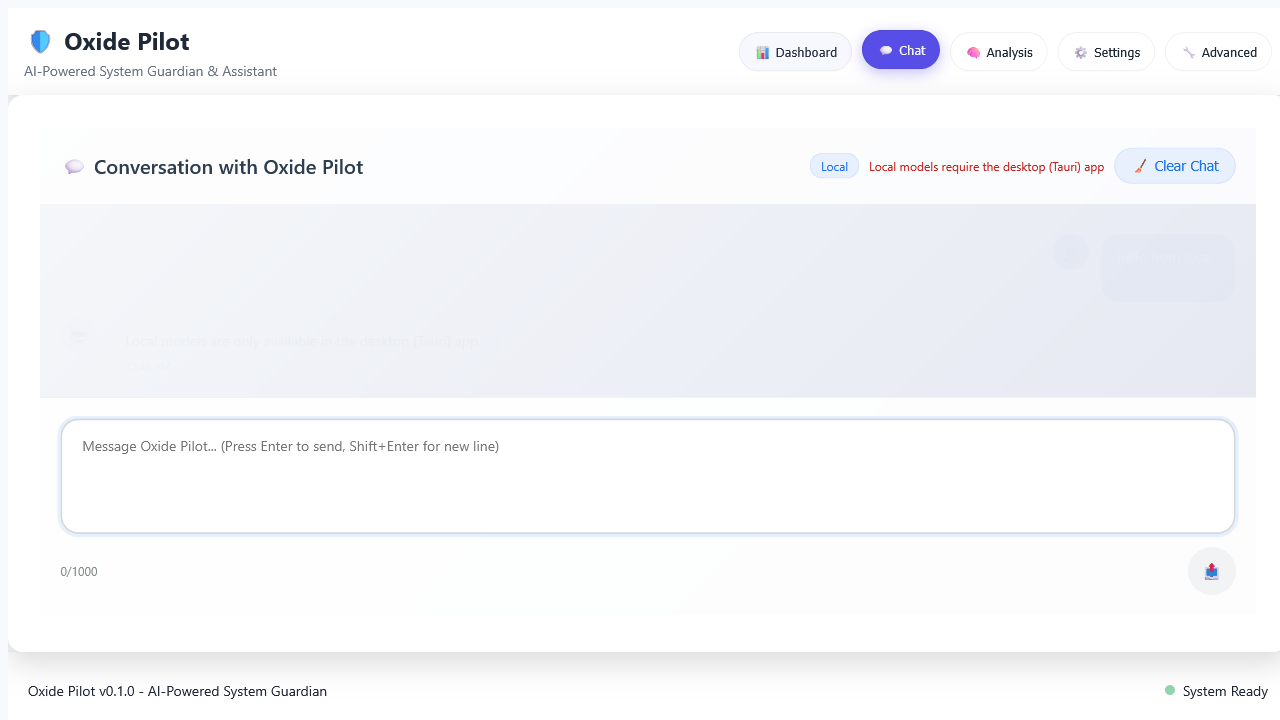 Oxide Pilot
AI-Powered System Guardian & Assistant
Dashboard
Chat
Analysis
Settings
Advanced
Conversation with Oxide Pilot
Local
Local models require the desktop (Tauri) app
Clear Chat
Local models are only available in the desktop (Tauri) app.
Message Oxide Pilot... (Press Enter to send, Shift+Enter for new line)
0/1000
Oxide Pilot v0.1.0 - AI-Powered System Guardian
System Ready